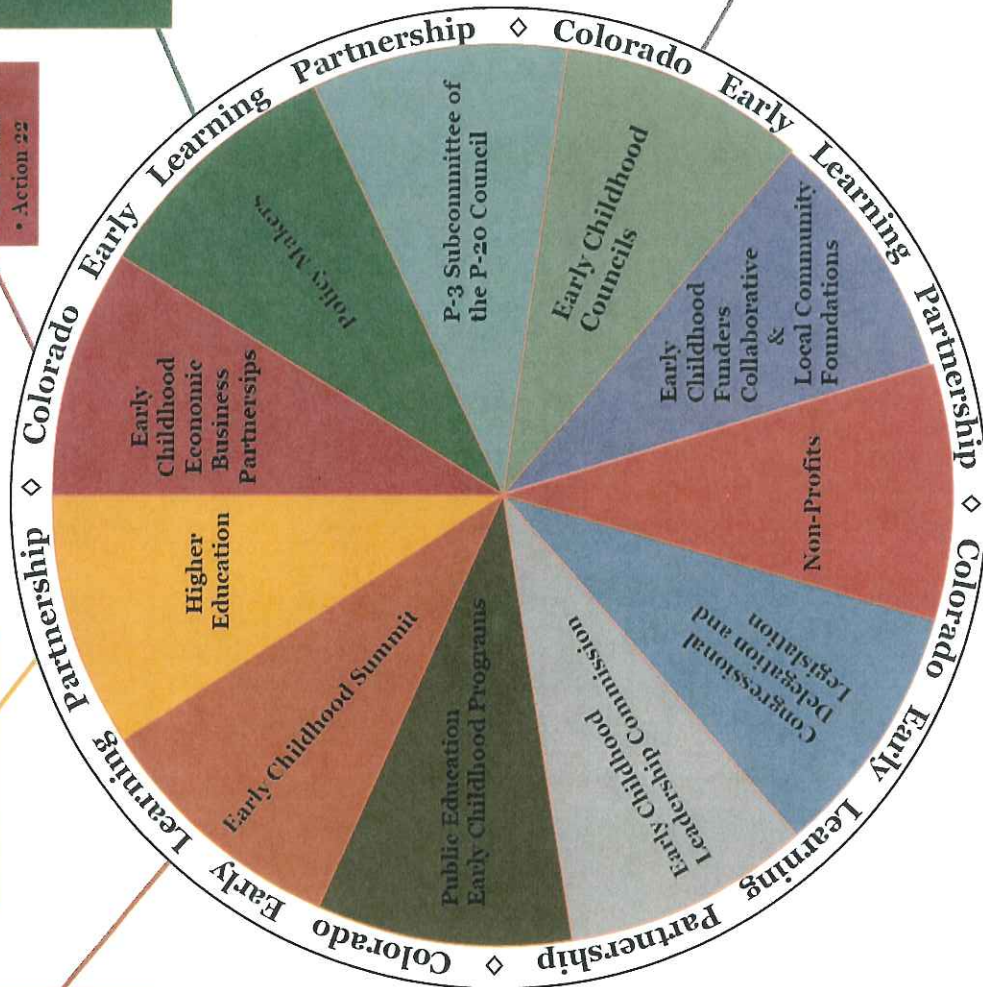 • Action 22
Colorado Early Learning Partnership ◊ Colorado Early Learning Partnership ◊ Colorado Early Learning Partnership ◊ Colorado Early Learning Partnership ◊
Early
Childhood
Economic
Business
Partnersips
Policy Makers
P-3 Subcommittee of
the P-20 Council
Early Childhood
Councils
Early
Childhood
Funders
Collaborative
&
Local Community
Foundations
Non-Profits
Congressional
Delegation and
Legislation
Early Childhood
Leadership Commission
Public Education
Early Childhood Programs
Early Childhood Summit
Higher
Education